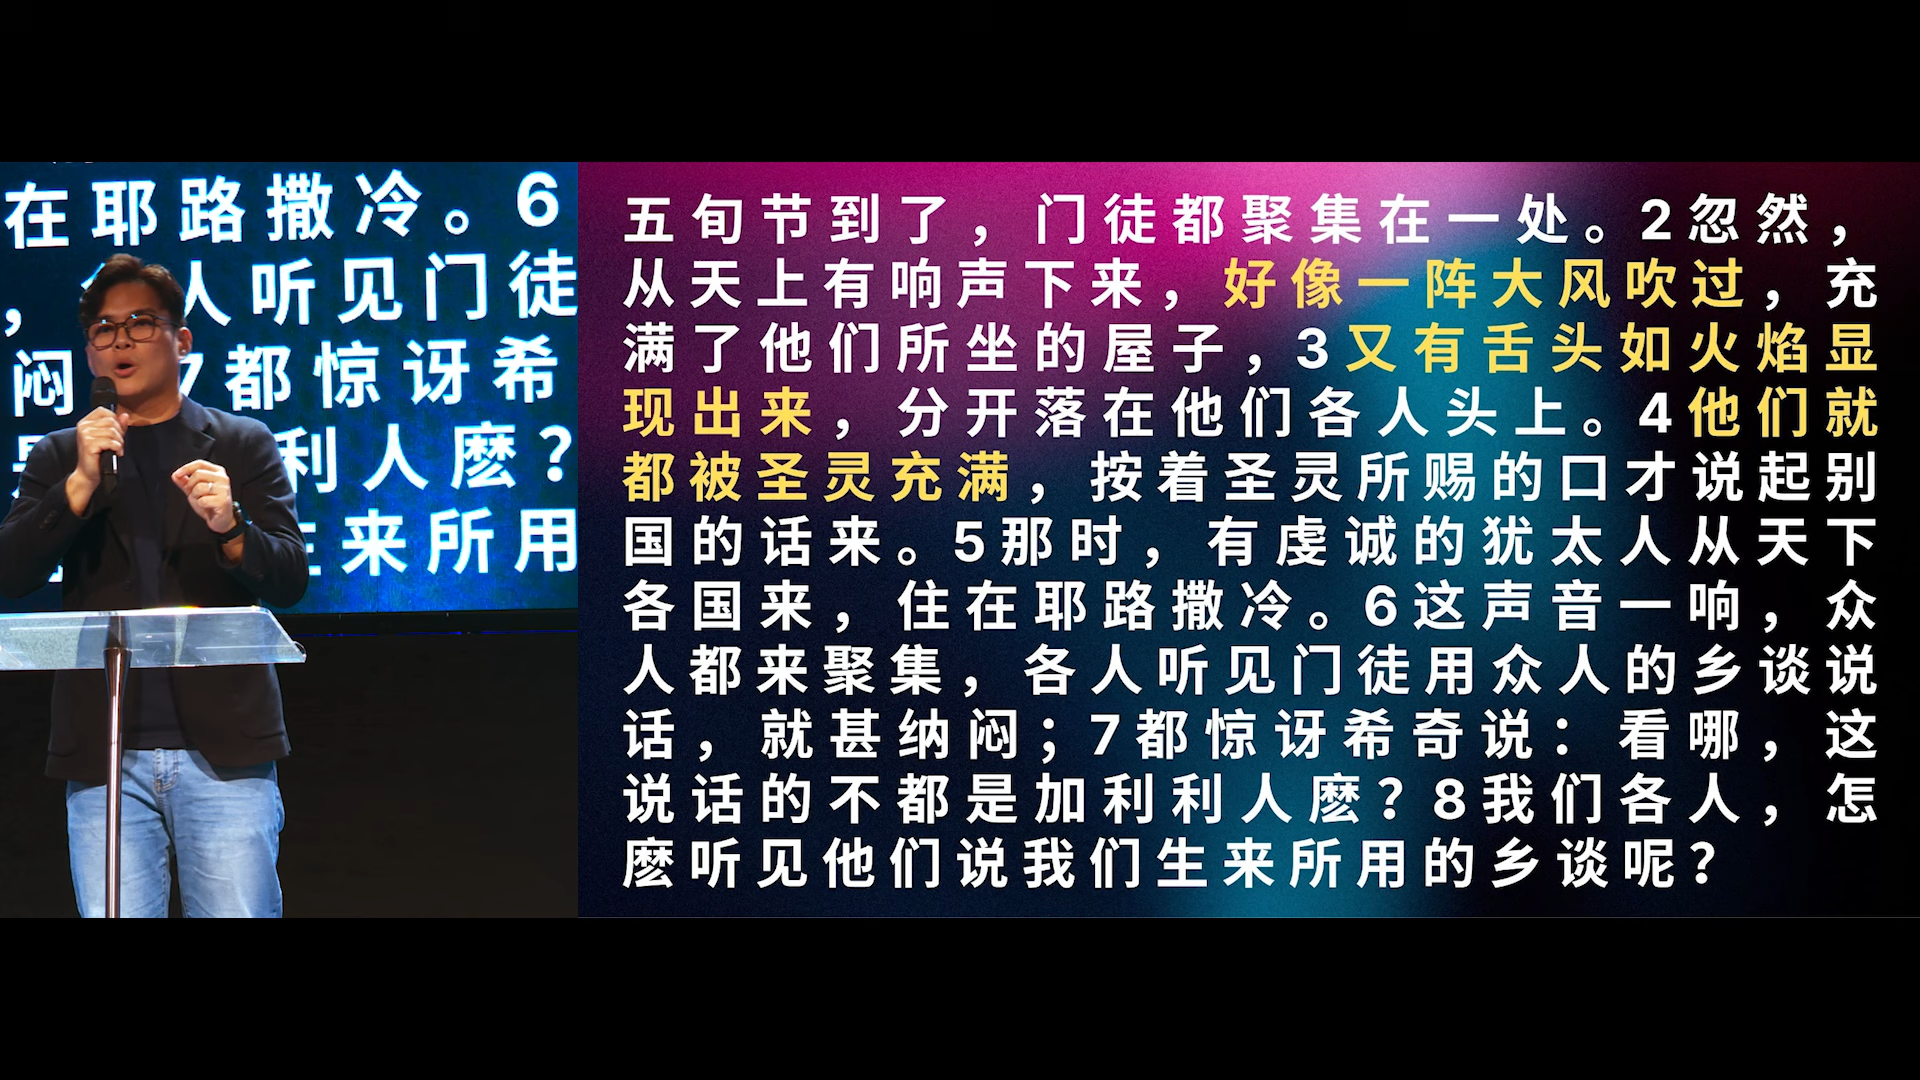 在耶路撒冷。6
，人听见门徒
闷7都惊讶希
利人麽？
来所用
五旬节到了，门徒都聚集在一处。2忽然，
从天上有响声下来，好像一阵大风吹过，充
满了他们所坐的屋子，3又有舌头如火焰显
现出来，分开落在他们各人头上。4他们就
都被圣灵充满，按着圣灵所赐的口才说起别
国的话来。5那时，有虔诚的犹太人从天下
各国来，住在耶路撒冷。6这声音一响，众
人都来聚集，各人听见门徒用众人的乡谈说
话，就甚纳闷；7都惊讶希奇说：看哪，这
说话的不都是加利利人麽？8我们各人，怎
麽听见他们说我们生来所用的乡谈呢？